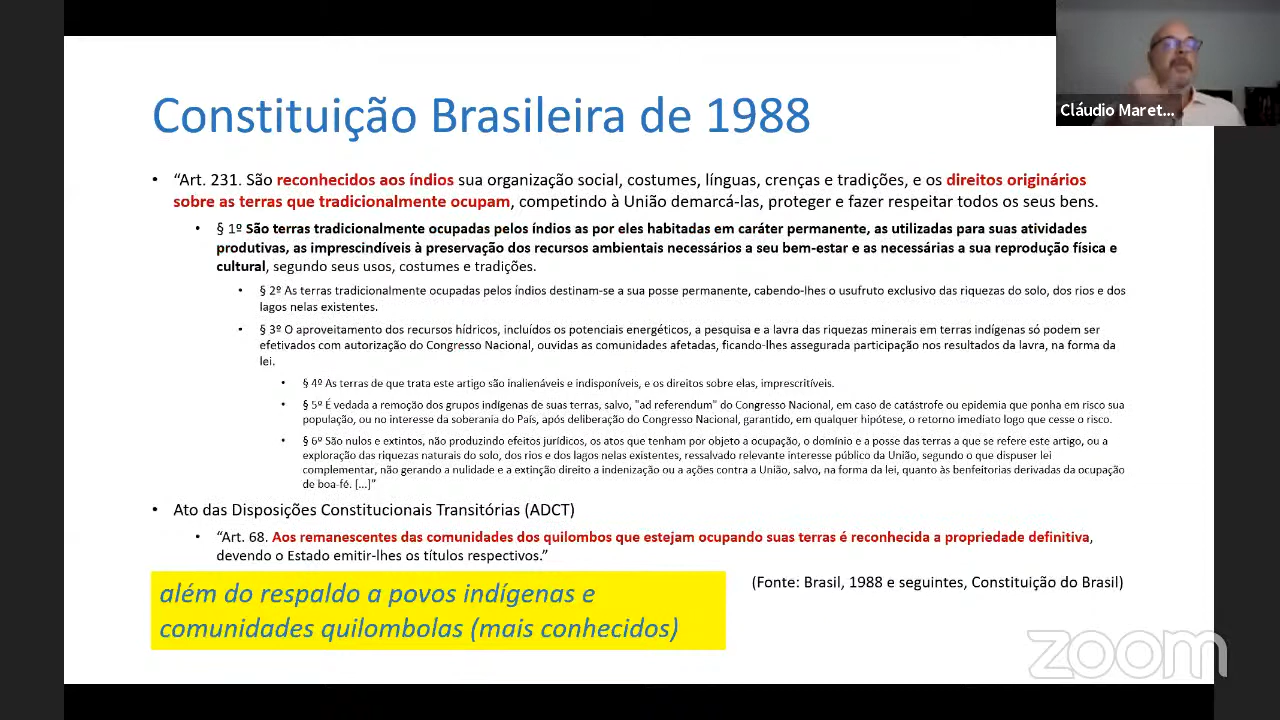 Constituição Brasileira de 1988
Cláudio Maret...
• “Art. 231. São reconhecidos aos índios sua organização social, costumes, línguas, crenças e tradições, e os direitos originários
sobre as terras que tradicionalmente ocupam, competindo à União demarcá-las, proteger e fazer respeitar todos os seus bens.
• § 1º São terras tradicionalmente ocupadas pelos índios as por eles habitadas em caráter permanente, as utilizadas para suas atividades
produtivas, as imprescindíveis à preservação dos recursos ambientais necessários a seu bem-estar e as necessárias a sua reprodução física e
cultural, segundo seus usos, costumes e tradições.
• § 2º As terras tradicionalmente ocupadas pelos índios destinam-se a sua posse permanente, cabendo-lhes o usufruto exclusivo das riquezas do solo, dos rios e dos
lagos nelas existentes.
• § 3º O aproveitamento dos recursos hídricos, incluídos os potenciais energéticos, a pesquisa e a lavra das riquezas minerais em terras indígenas só podem ser
efetivados com autorização do Congresso Nacional, ouvidas as comunidades afetadas, ficando-lhes assegurada participação nos resultados da lavra, na forma da
lei.
• § 4º As terras de que trata este artigo são inalienáveis e indisponíveis, e os direitos sobre elas, imprescritíveis.
• § 5º É vedada a remoção dos grupos indígenas de suas terras, salvo, "ad referendum" do Congresso Nacional, em caso de catástrofe ou epidemia que ponha em risco sua
população, ou no interesse da soberania do País, após deliberação do Congresso Nacional, garantido, em qualquer hipótese, o retorno imediato logo que cesse o risco.
• § 6º São nulos e extintos, não produzindo efeitos jurídicos, os atos que tenham por objeto a ocupação, o domínio e a posse das terras a que se refere este artigo, ou a
exploração das riquezas naturais do solo, dos rios e dos lagos nelas existentes, ressalvado relevante interesse público da União, segundo o que dispuser lei
complementar, não gerando a nulidade e a extinção direito a indenização ou a ações contra a União, salvo, na forma da lei, quanto às benfeitorias derivadas da ocupação
de boa-fé. [...]”
• Ato das Disposições Constitucionais Transitórias (ADCT)
• “Art. 68. Aos remanescentes das comunidades dos quilombos que estejam ocupando suas terras é reconhecida a propriedade definitiva,
devendo o Estado emitir-lhes os títulos respectivos.”
além do respaldo a povos indígenas e
comunidades quilombolas (mais conhecidos)
(Fonte: Brasil, 1988 e seguintes, Constituição do Brasil)
zoom